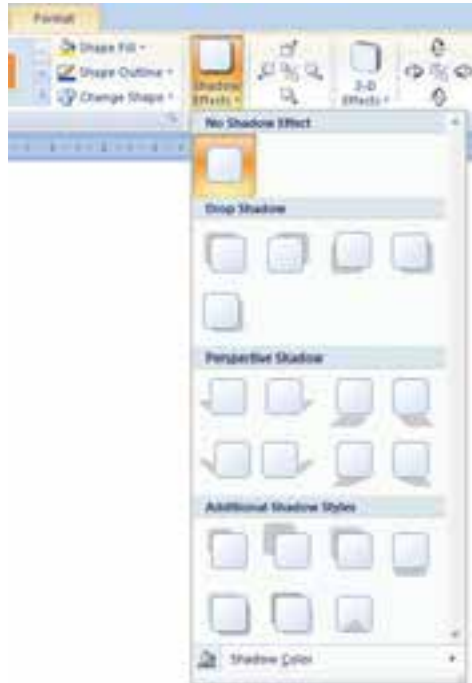 Format
Shape Fill
Shape Outline
Change Shape
Shadow
Effects
3-D
Effects
No Shadow Effect
Drop Shadow
Perspective Shadow
Additional Shadow Styles
Shadow Color